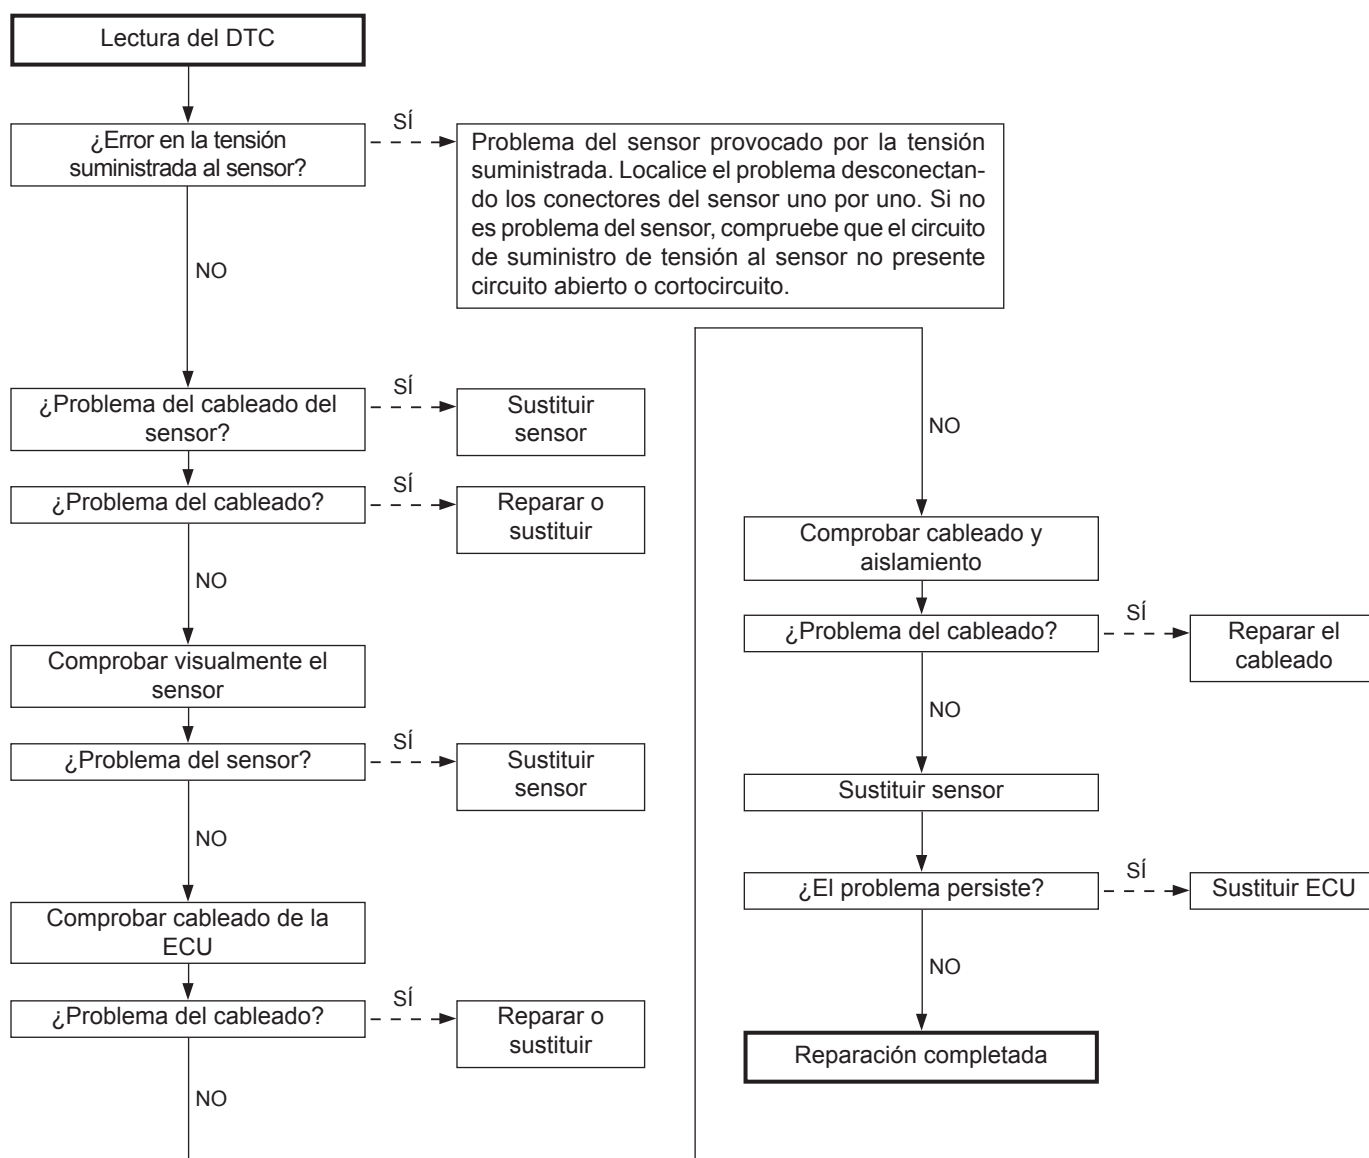 Lectura del DTC
¿Error en la tensión
suministrada al sensor?
SÍ
Problema del sensor provocado por la tensión
suministrada. Localice el problema desconectan-
do los conectores del sensor uno por uno. Si no
es problema del sensor, compruebe que el circuito
de suministro de tensión al sensor no presente
circuito abierto o cortocircuito.
NO
¿Problema del cableado del
sensor?
SÍ
Sustituir
sensor
¿Problema del cableado?
SÍ
Reparar o
sustituir
NO
Comprobar visualmente el
sensor
¿Problema del sensor?
SÍ
Sustituir
sensor
NO
Comprobar cableado de la
ECU
¿Problema del cableado?
SÍ
Reparar o
sustituir
NO
NO
Comprobar cableado y
aislamiento
¿Problema del cableado?
SÍ
Reparar el
cableado
NO
Sustituir sensor
¿El problema persiste?
SÍ
Sustituir ECU
NO
Reparación completada